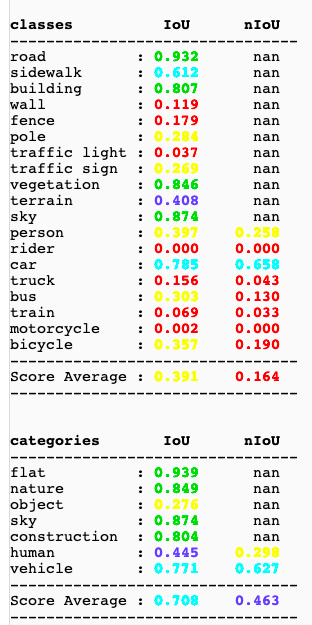 classes IoU nIoU
--------------------------------
road : 0.932 nan
sidewalk : 0.612 nan
building : 0.807 nan
wall : 0.119 nan
fence : 0.179 nan
pole : 0.284 nan
traffic light : 0.037 nan
traffic sign : 0.269 nan
vegetation : 0.846 nan
terrain : 0.408 nan
sky : 0.874 nan
person : 0.397 0.258
rider : 0.000 0.000
car : 0.785 0.658
truck : 0.156 0.043
bus : 0.303 0.130
train : 0.069 0.033
motorcycle : 0.002 0.000
bicycle : 0.357 0.190
--------------------------------
Score Average : 0.391 0.164
--------------------------------
categories IoU nIoU
--------------------------------
flat : 0.939 nan
nature : 0.849 nan
object : 0.276 nan
sky : 0.874 nan
construction : 0.804 nan
human : 0.445 0.298
vehicle : 0.771 0.627
--------------------------------
Score Average : 0.708 0.463
--------------------------------